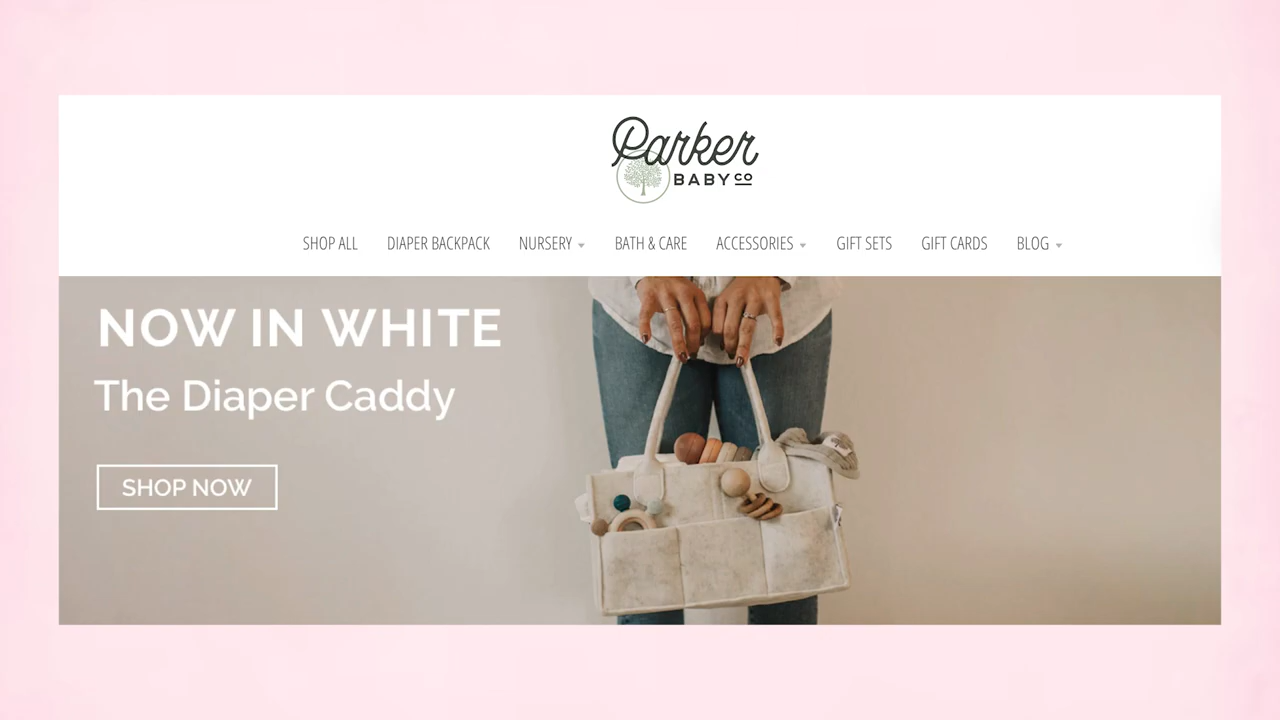 Parker
BABY CO
SHOP ALL DIAPER BACKPACK NURSERY BATH & CARE ACCESSORIES GIFT SETS GIFT CARDS BLOG
NOW IN WHITE
The Diaper Caddy
SHOP NOW